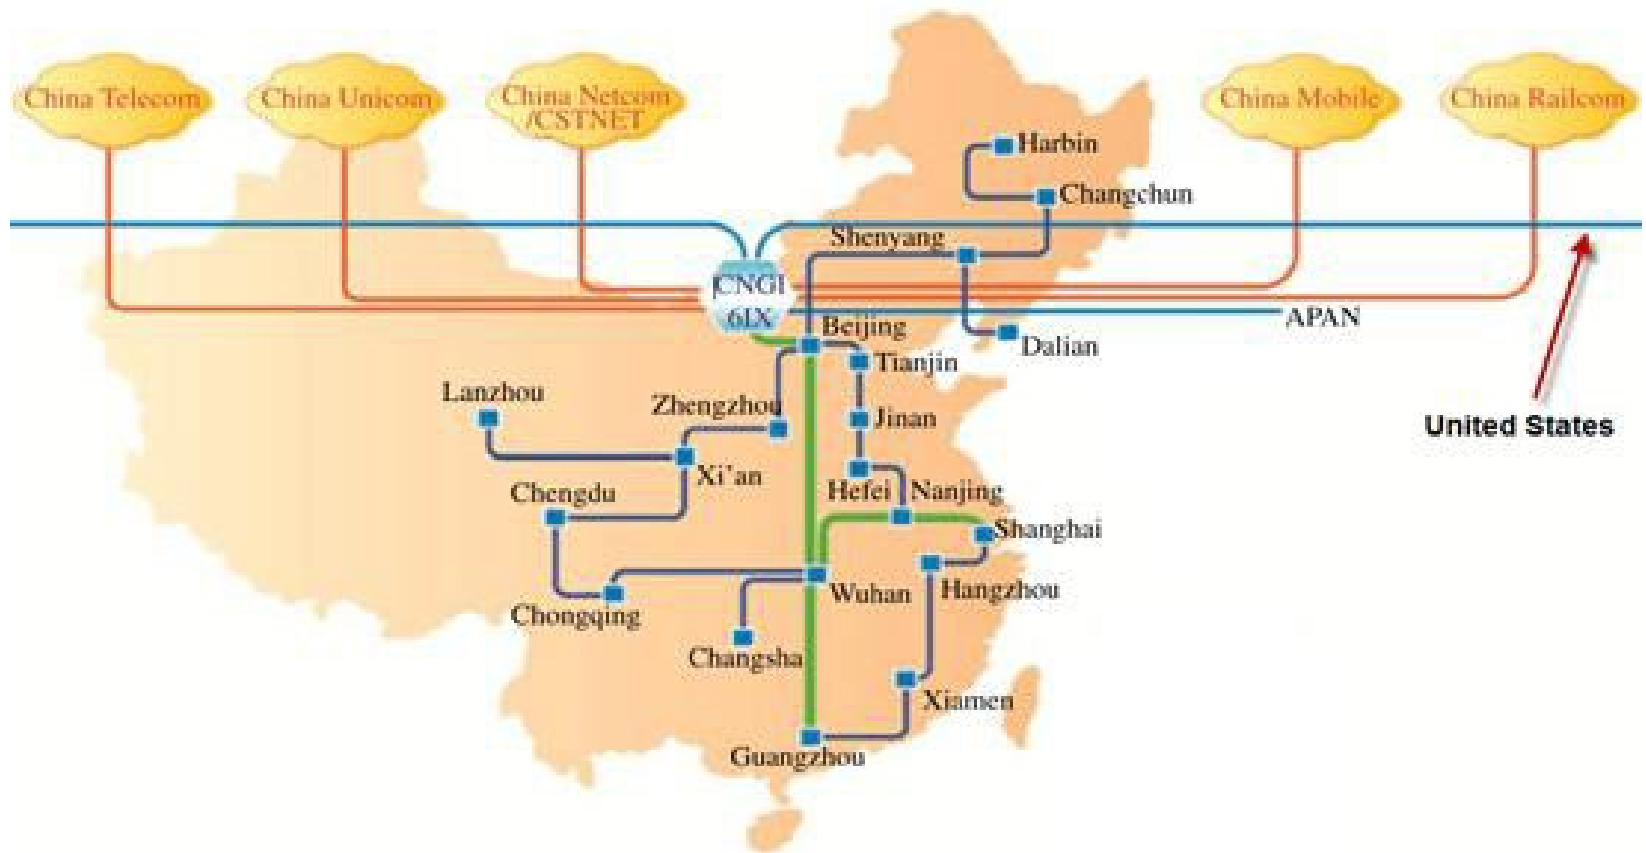 China Telecom
China Unicom
China Netcom
/CSTNET
China Mobile
China Railcom
Harbin
Changchun
Shenyang
CNGI
6IX
Beijing
APAN
Dalian
Tianjin
United States
Lanzhou
Zhengzhou
Jinan
Xi'an
Chengdu
Hefei
Nanjing
Shanghai
Wuhan
Hangzhou
Chongqing
Changsha
Xiamen
Guangzhou